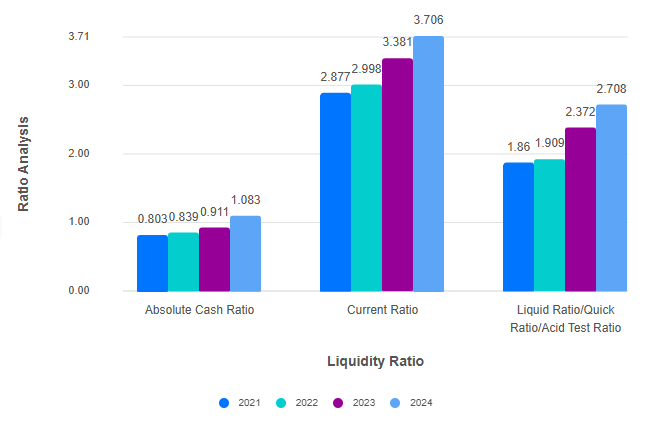 3.71
3.00
2.00
1.00
0.00
Ratio Analysis
0.803
0.839
0.911
1.083
2.877
2.998
3.381
3.706
1.86
1.909
2.372
2.708
Absolute Cash Ratio
Current Ratio
Liquid Ratio/Quick
Ratio/Acid Test Ratio
Liquidity Ratio
2021 2022 2023 2024